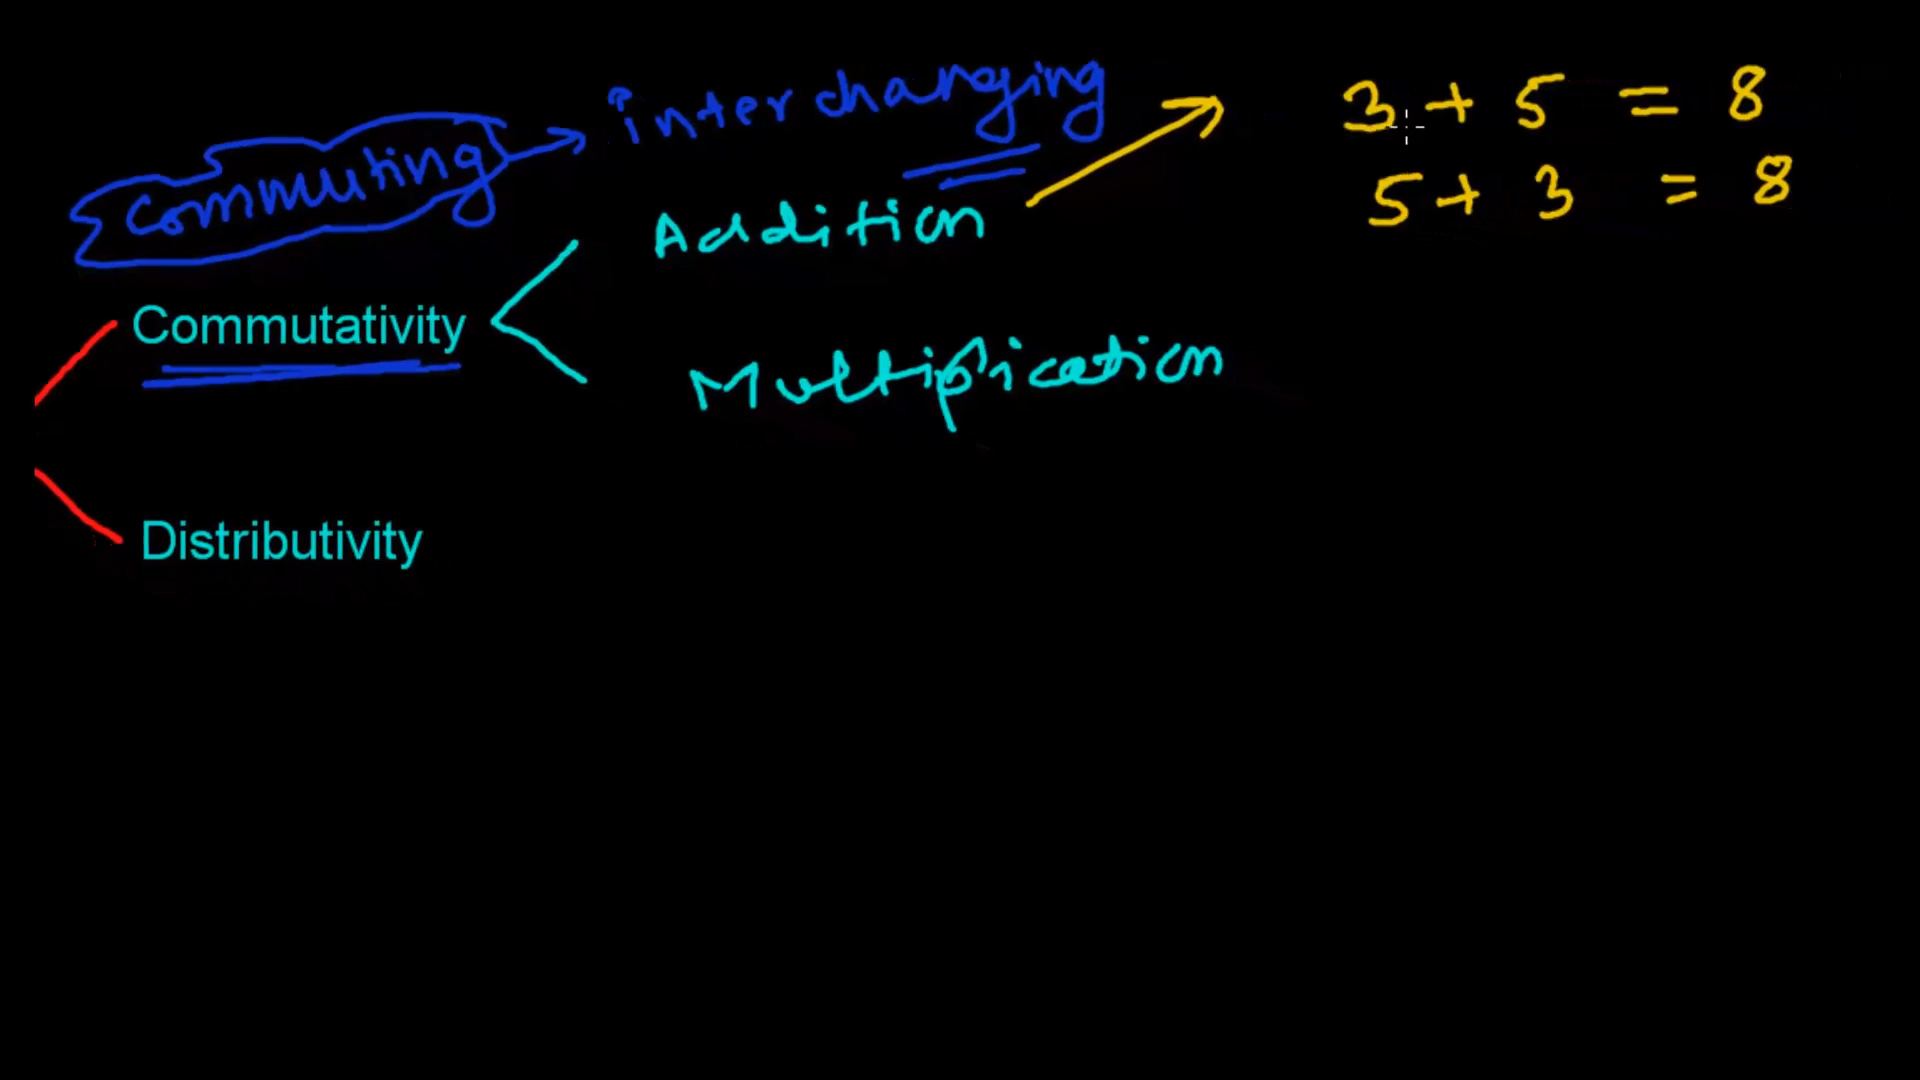 commuting → interchanging
3 + 5 = 8
5 + 3 = 8
Addition
Commutativity
Multiplication
Distributivity